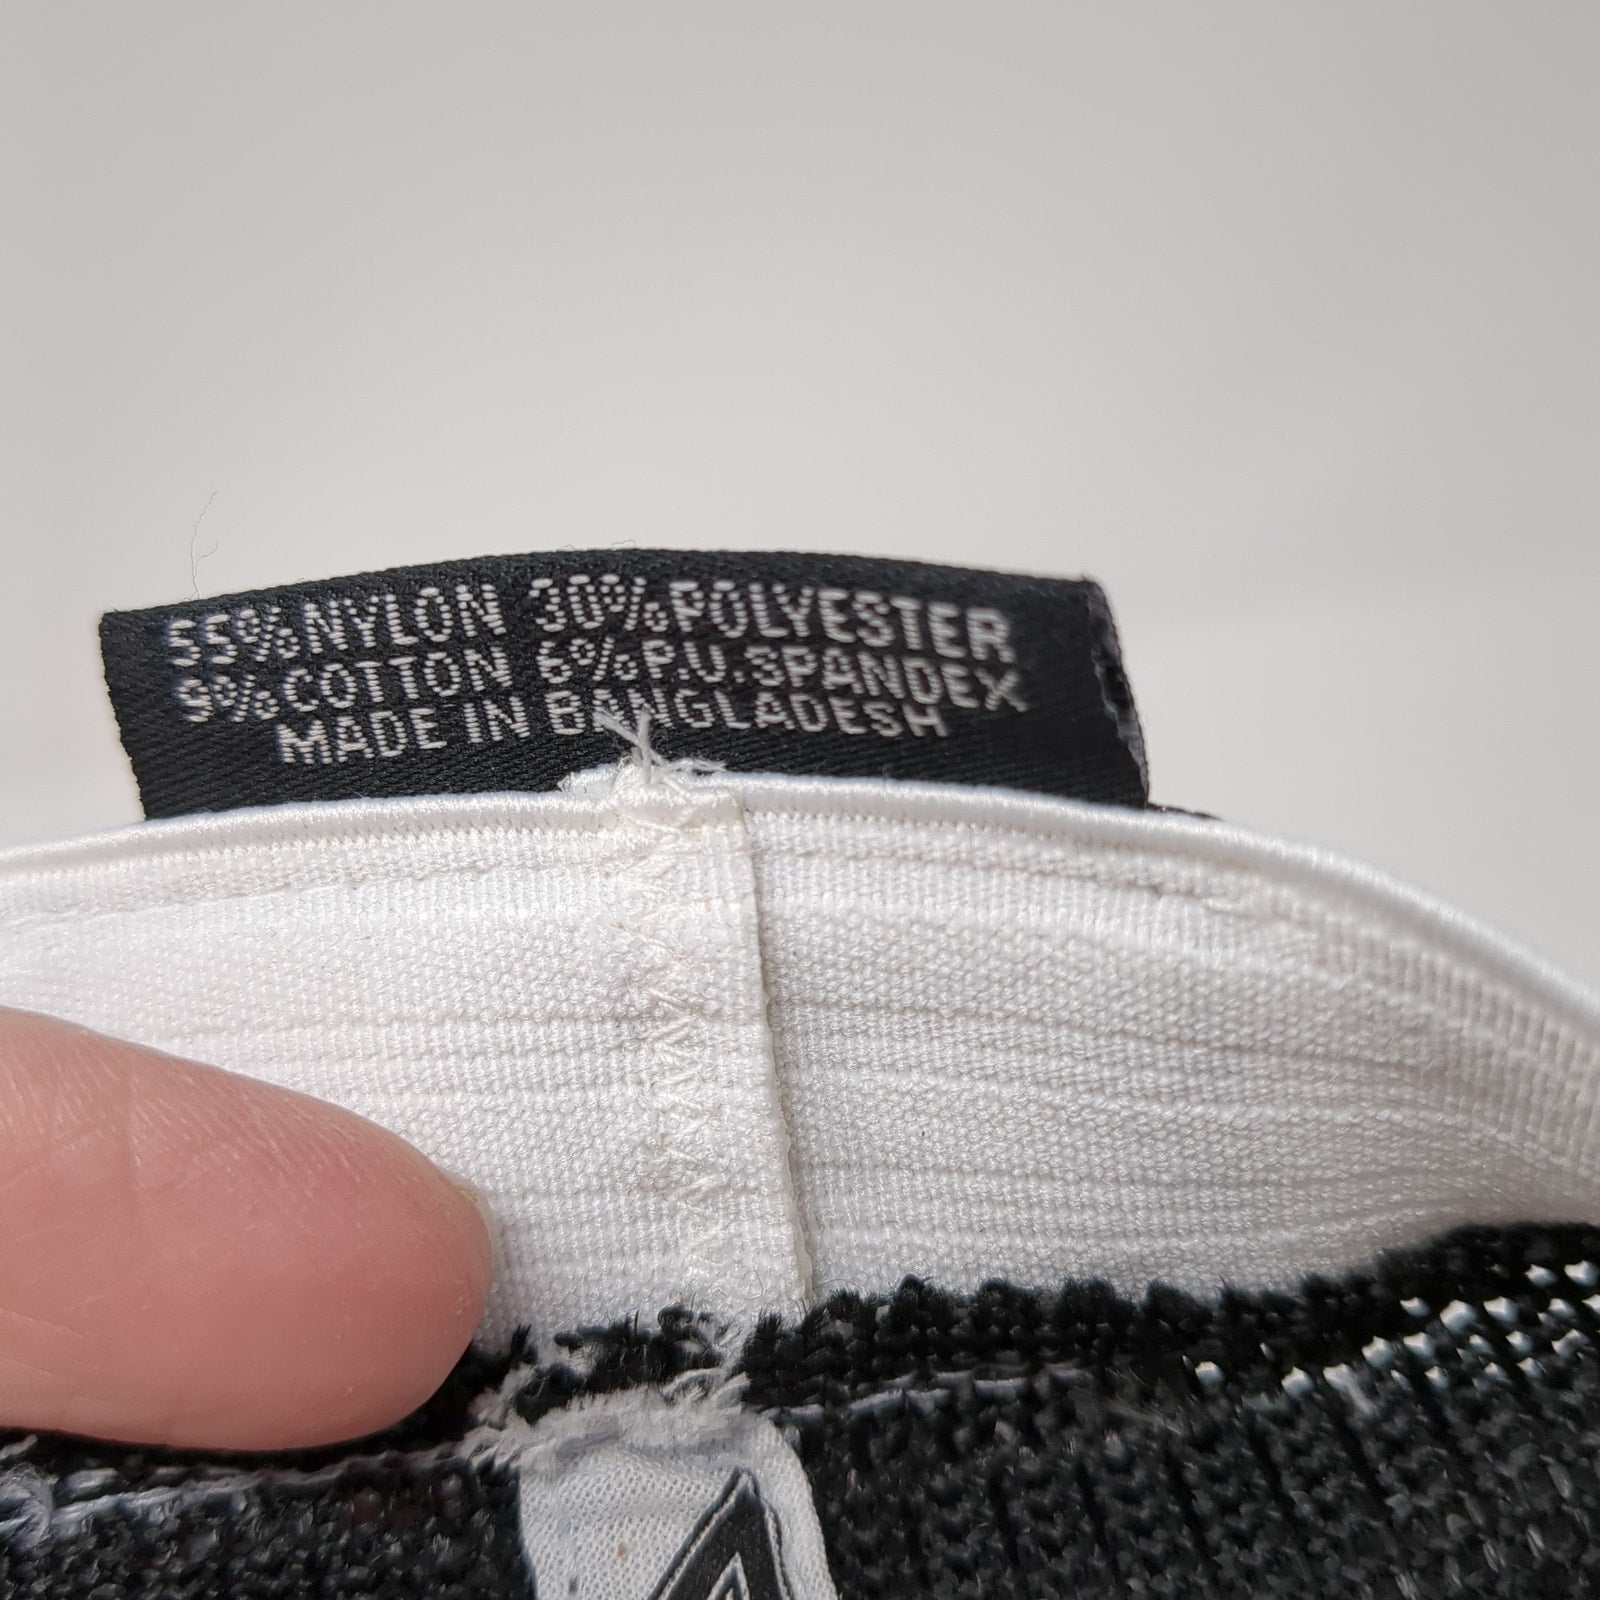 55%NYLON 30%POLYESTER
9%COTTON 6%P.U.SPANDEX
MADE IN BANGLADESH